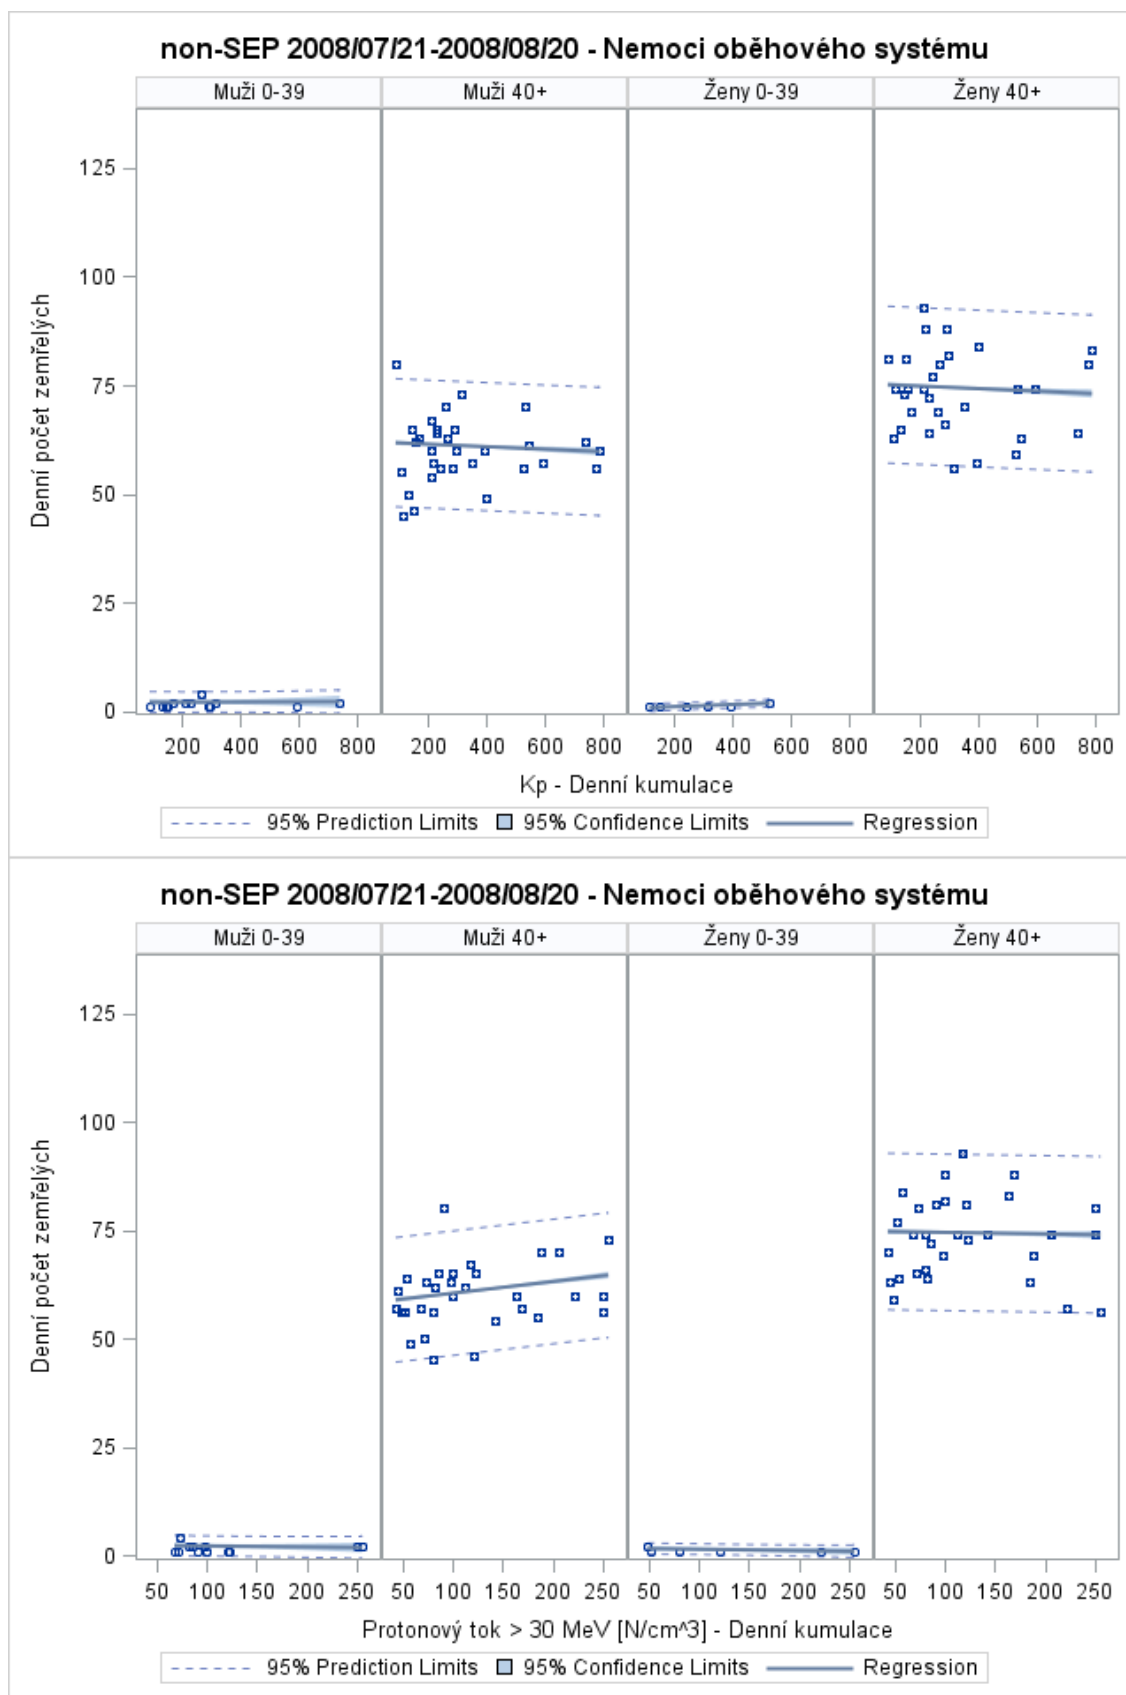 non-SEP 2008/07/21-2008/08/20 - Nemoci oběhového systému
Muži 0-39 Muži 40+ Ženy 0-39 Ženy 40+
Denní počet zemřelých
125
100
75
50
25
0
200 400 600 800 200 400 600 800 200 400 600 800 200 400 600 800
Kp - Denní kumulace
95% Prediction Limits 95% Confidence Limits Regression
non-SEP 2008/07/21-2008/08/20 - Nemoci oběhového systému
Muži 0-39 Muži 40+ Ženy 0-39 Ženy 40+
Denní počet zemřelých
125
100
75
50
25
0
50 100 150 200 250 50 100 150 200 250 50 100 150 200 250 50 100 150 200 250
Protonový tok > 30 MeV [N/cm^3] - Denní kumulace
95% Prediction Limits 95% Confidence Limits Regression